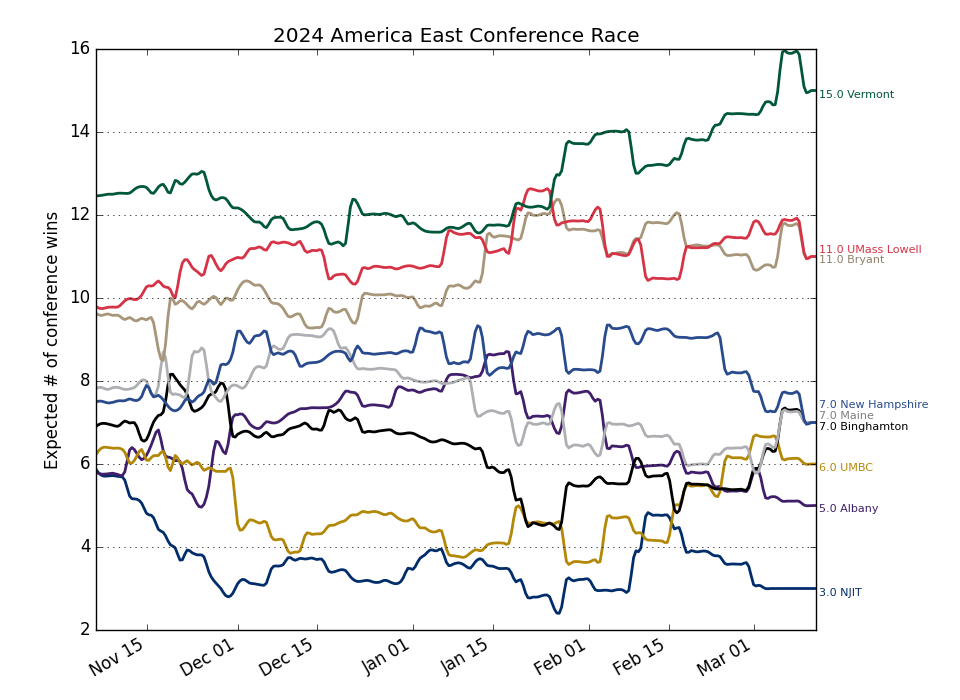 2024 America East Conference Race
Expected # of conference wins
16
14
12
10
8
6
4
2
Nov 15
Dec 01
Dec 15
Jan 01
Jan 15
Feb 01
Feb 15
Mar 01
15.0 Vermont
11.0 UMass Lowell
11.0 Bryant
7.0 New Hampshire
7.0 Maine
7.0 Binghamton
6.0 UMBC
5.0 Albany
3.0 NJIT